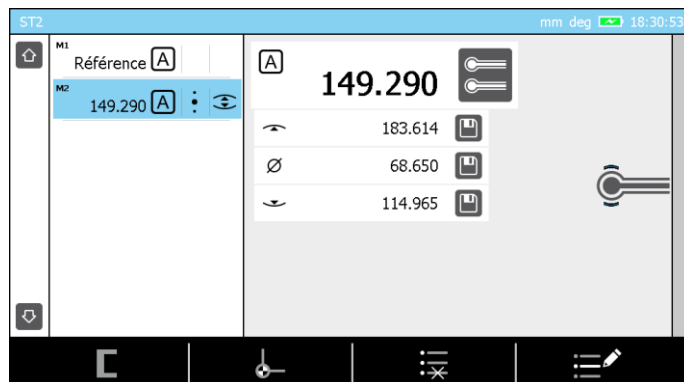 ST2 mm deg 18:30:53
M1
Référence A
M2
149.290 A
A
149.290
183.614
Ø 68.650
114.965